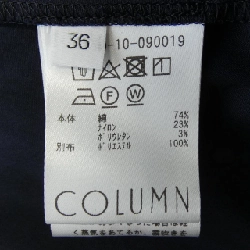 36
-10-090019
本体 綿 74%
ナイロン 23%
ポリウレタン 3%
別布 ポリエステル 100%
COLUMN